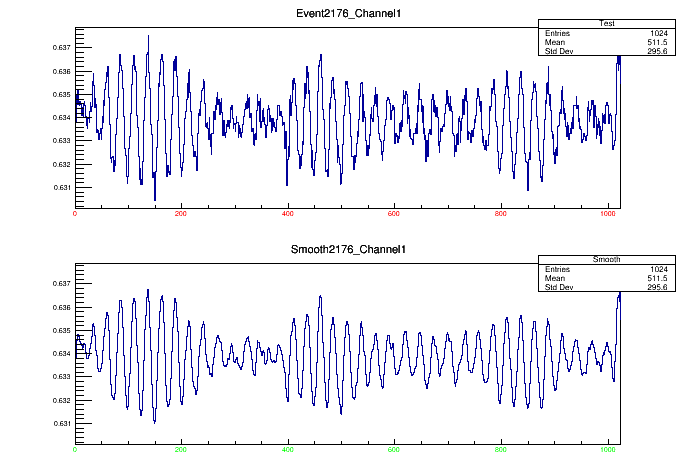 Event2176_Channel1
Test
Entries 1024
Mean 511.5
Std Dev 295.6
0.637
0.636
0.635
0.634
0.633
0.632
0.631
0 200 400 600 800 1000
Smooth2176_Channel1
Smooth
Entries 1024
Mean 511.5
Std Dev 295.6
0.637
0.636
0.635
0.634
0.633
0.632
0.631
0 200 400 600 800 1000